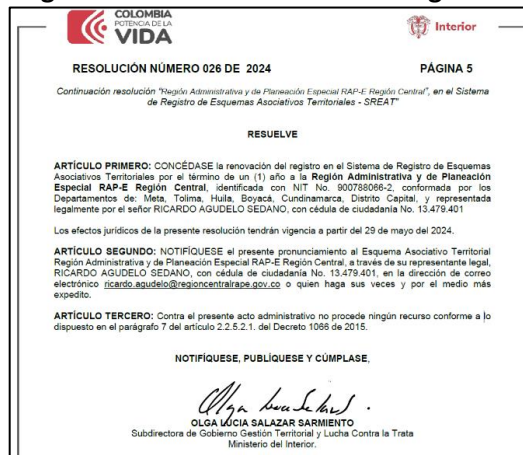 COLOMBIA
POTENCIA DE LA
VIDA
Interior
RESOLUCIÓN NÚMERO 026 DE 2024 PÁGINA 5
Continuación resolución "Región Administrativa y de Planeación Especial RAP-E Región Central", en el Sistema
de Registro de Esquemas Asociativos Territoriales - SREAT"
RESUELVE
ARTÍCULO PRIMERO: CONCÉDASE la renovación del registro en el Sistema de Registro de Esquemas
Asociativos Territoriales por el término de un (1) año a la Región Administrativa y de Planeación
Especial RAP-E Región Central, identificada con NIT No. 900788066-2, conformada por los
Departamentos de: Meta, Tolima, Huila, Boyacá, Cundinamarca, Distrito Capital, y representada
legalmente por el señor RICARDO AGUDELO SEDANO, con cédula de ciudadanía No. 13.479.401
Los efectos jurídicos de la presente resolución tendrán vigencia a partir del 29 de mayo del 2024.
ARTÍCULO SEGUNDO: NOTIFÍQUESE el presente pronunciamiento al Esquema Asociativo Territorial
Región Administrativa y de Planeación Especial RAP-E Región Central, a través de su representante legal,
RICARDO AGUDELO SEDANO, con cédula de ciudadanía No. 13.479.401, en la dirección de correo
electrónico ricardo.agudelo@regioncentralrape.gov.co o quien haga sus veces y por el medio más
expedito.
ARTÍCULO TERCERO: Contra el presente acto administrativo no procede ningún recurso conforme a lo
dispuesto en el parágrafo 7 del artículo 2.2.5.2.1. del Decreto 1066 de 2015.
NOTIFÍQUESE, PUBLÍQUESE Y CÚMPLASE,
OLGA LUCIA SALAZAR SARMIENTO
Subdirectora de Gobierno Gestión Territorial y Lucha Contra la Trata
Ministerio del Interior.